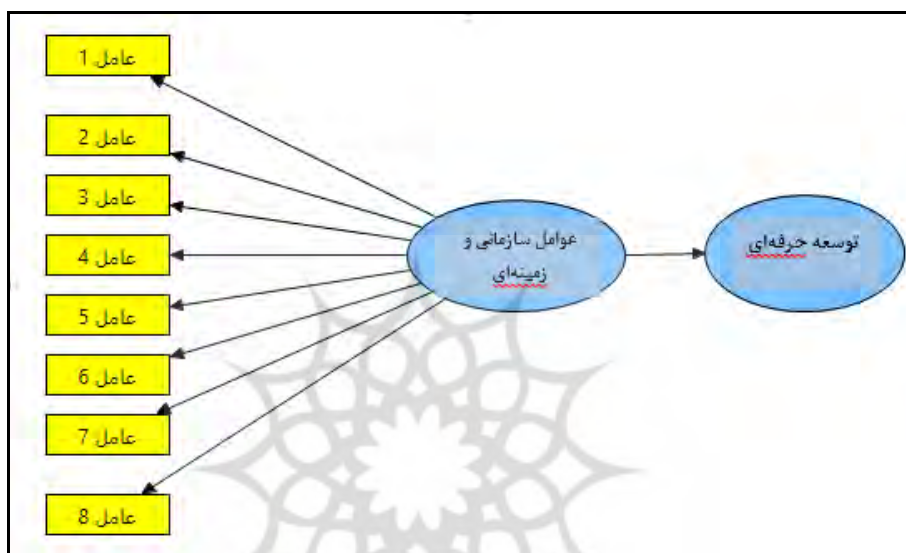 عامل 1
عامل 2
عامل 3
عامل 4
عامل 5
عامل 6
عامل 7
عامل 8
عوامل سازمانی و
زمینه‌ای
توسعه حرفه‌ای